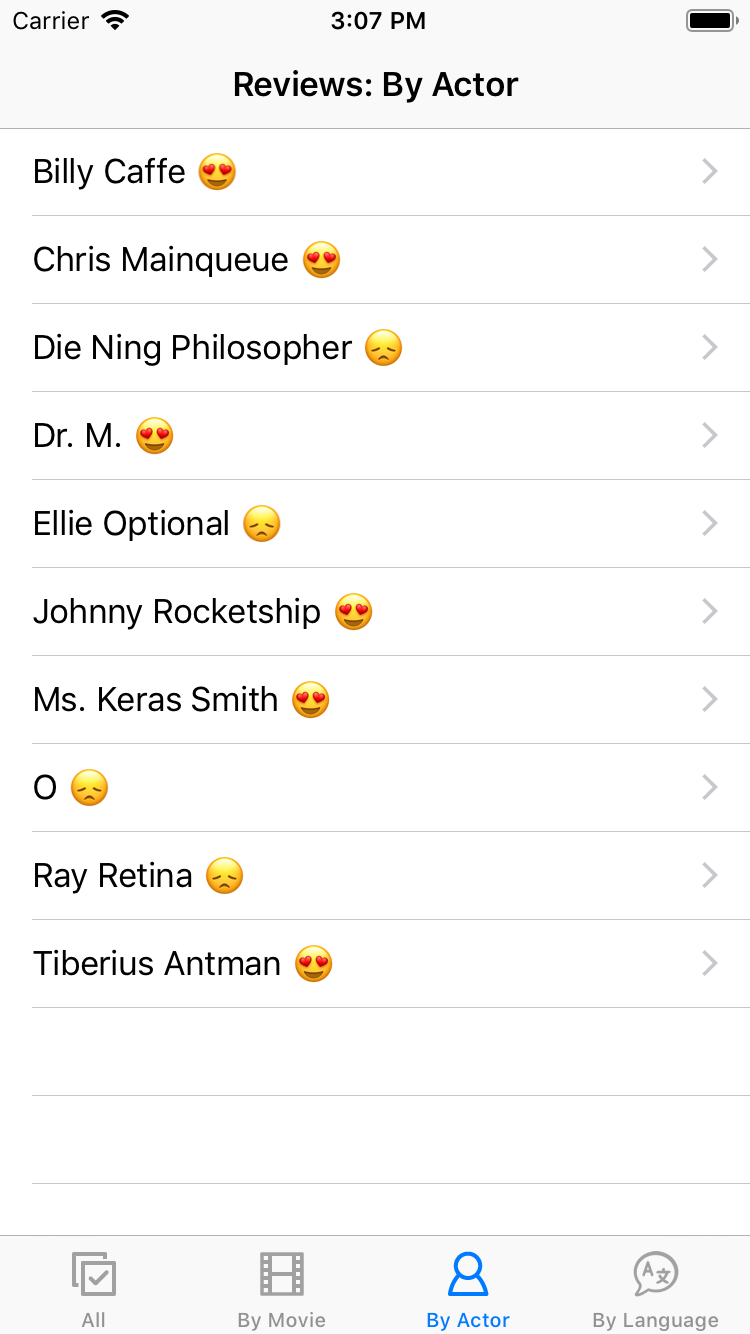 Carrier 3:07 PM
Reviews: By Actor
Billy Caffe 😍
Chris Mainqueue 😍
Die Ning Philosopher 😞
Dr. M. 😍
Ellie Optional 😞
Johnny Rocketship 😍
Ms. Keras Smith 😍
O 😞
Ray Retina 😞
Tiberius Antman 😍
All By Movie By Actor By Language